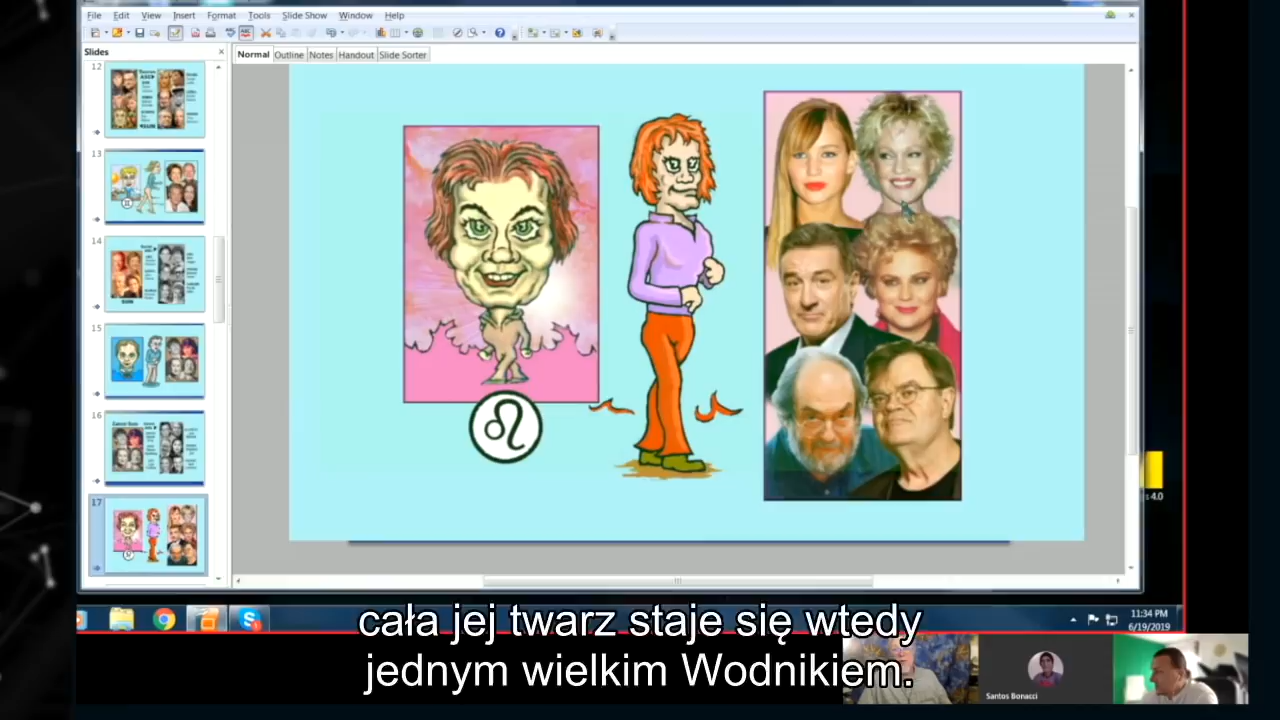 File Edit View Insert Format Tools Slide Show Window Help
Slides
Normal Outline Notes Handout Slide Sorter
12
13
14
15
16
17
4.0
11:34 PM
6/19/2019
cała jej twarz staje się wtedy
jednym wielkim Wodnikiem.
Santos Bonacci